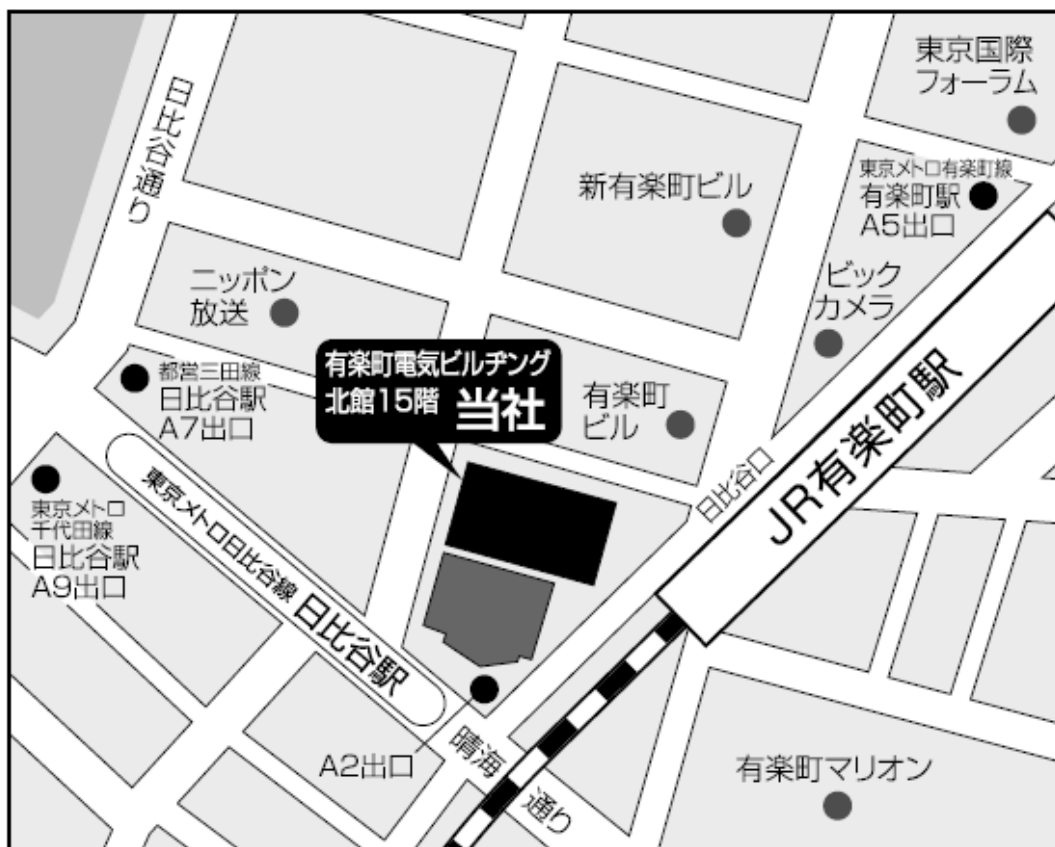 東京国際
フォーラム
日比谷通り
東京メトロ有楽町線
有楽町駅
A5出口
新有楽町ビル
ビック
カメラ
ニッポン
放送
有楽町電気ビルヂング
北館15階 当社
有楽町
ビル
都営三田線
日比谷駅
A7出口
JR有楽町駅
日比谷口
東京メトロ
千代田線
日比谷駅
A9出口
東京メトロ日比谷線 日比谷駅
A2出口
晴海通り
有楽町マリオン